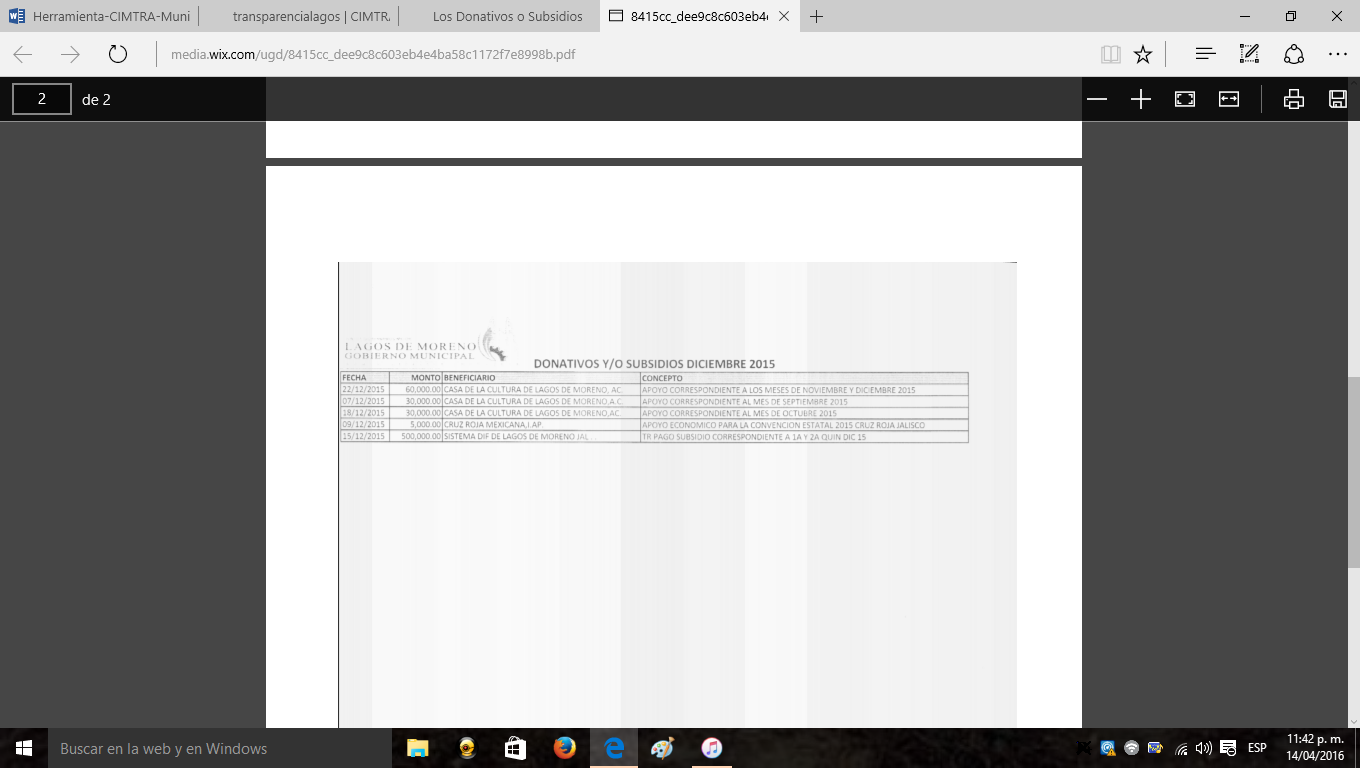 Herramienta-CIMTRA-Muni
transparencialagos | CIMTRA
Los Donativos o Subsidios
8415cc_dee9c8c603eb4e
media.wix.com/ugd/8415cc_dee9c8c603eb4e4ba58c1172f7e8998b.pdf
2 de 2
LAGOS DE MORENO
GOBIERNO MUNICIPAL
DONATIVOS Y/O SUBSIDIOS DICIEMBRE 2015
FECHA MONTO BENEFICIARIO CONCEPTO
22/12/2015 60,000.00 CASA DE LA CULTURA DE LAGOS DE MORENO, AC. APOYO CORRESPONDIENTE A LOS MESES DE NOVIEMBRE Y DICIEMBRE 2015
07/12/2015 30,000.00 CASA DE LA CULTURA DE LAGOS DE MORENO,A.C. APOYO CORRESPONDIENTE AL MES DE SEPTIEMBRE 2015
18/12/2015 30,000.00 CASA DE LA CULTURA DE LAGOS DE MORENO,AC. APOYO CORRESPONDIENTE AL MES DE OCTUBRE 2015
09/12/2015 5,000.00 CRUZ ROJA MEXICANA,I.AP. APOYO ECONOMICO PARA LA CONVENCION ESTATAL 2015 CRUZ ROJA JALISCO
15/12/2015 500,000.00 SISTEMA DIF DE LAGOS DE MORENO JAL . . TR PAGO SUBSIDIO CORRESPONDIENTE A 1A Y 2A QUIN DIC 15
Buscar en la web y en Windows
ESP
11:42 p. m.
14/04/2016